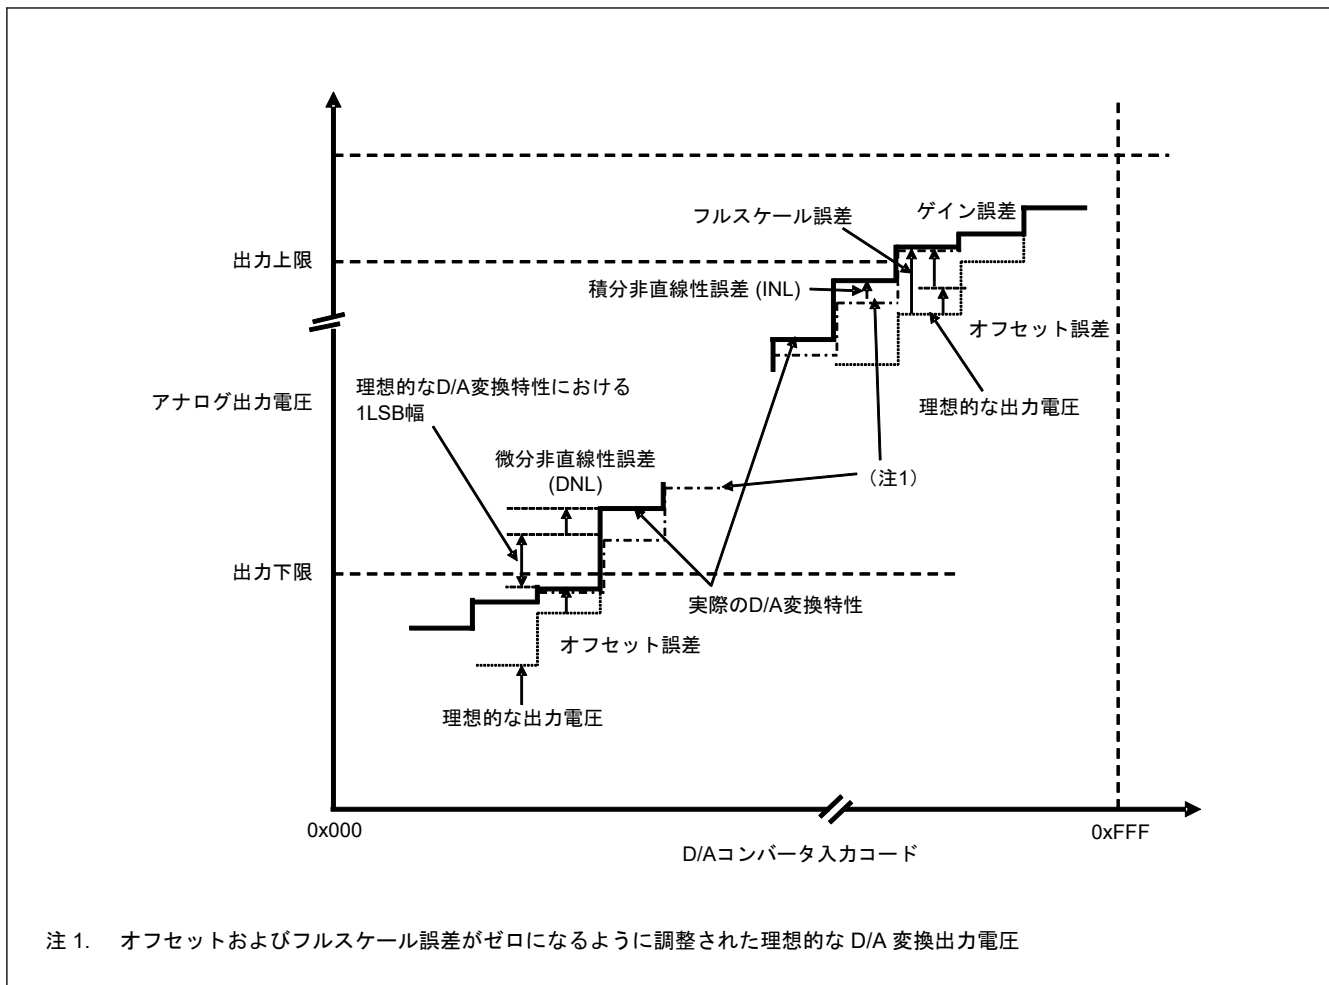 フルスケール誤差
ゲイン誤差
出力上限
積分非直線性誤差 (INL)
オフセット誤差
理想的なD/A変換特性における
1LSB幅
アナログ出力電圧
理想的な出力電圧
微分非直線性誤差
(DNL)
（注1）
出力下限
実際のD/A変換特性
オフセット誤差
理想的な出力電圧
0x000
0xFFF
D/Aコンバータ入力コード
注 1. オフセットおよびフルスケール誤差がゼロになるように調整された理想的な D/A 変換出力電圧